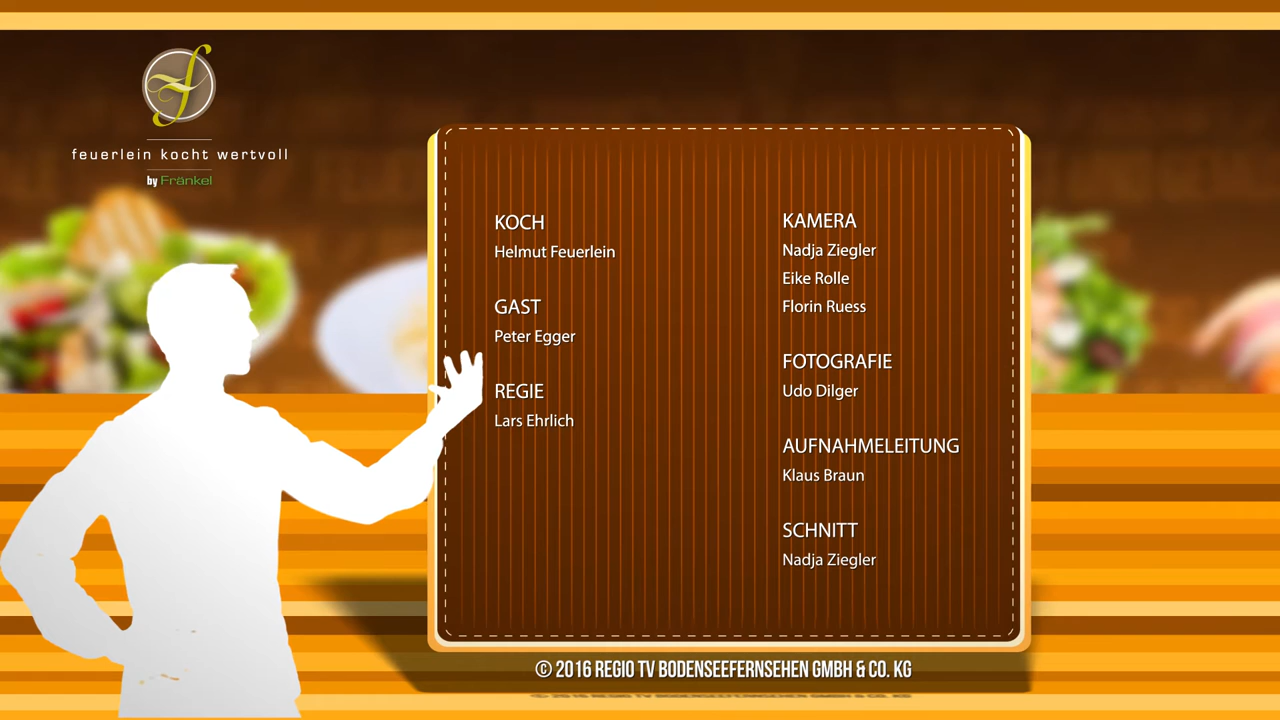 feuerlein kocht wertvoll
by Fränkel
KOCH
Helmut Feuerlein
GAST
Peter Egger
REGIE
Lars Ehrlich
KAMERA
Nadja Ziegler
Eike Rolle
Florin Ruess
FOTOGRAFIE
Udo Dilger
AUFNAHMELEITUNG
Klaus Braun
SCHNITT
Nadja Ziegler
© 2016 REGIO TV BODENSEEFERNSEHEN GMBH & CO. KG